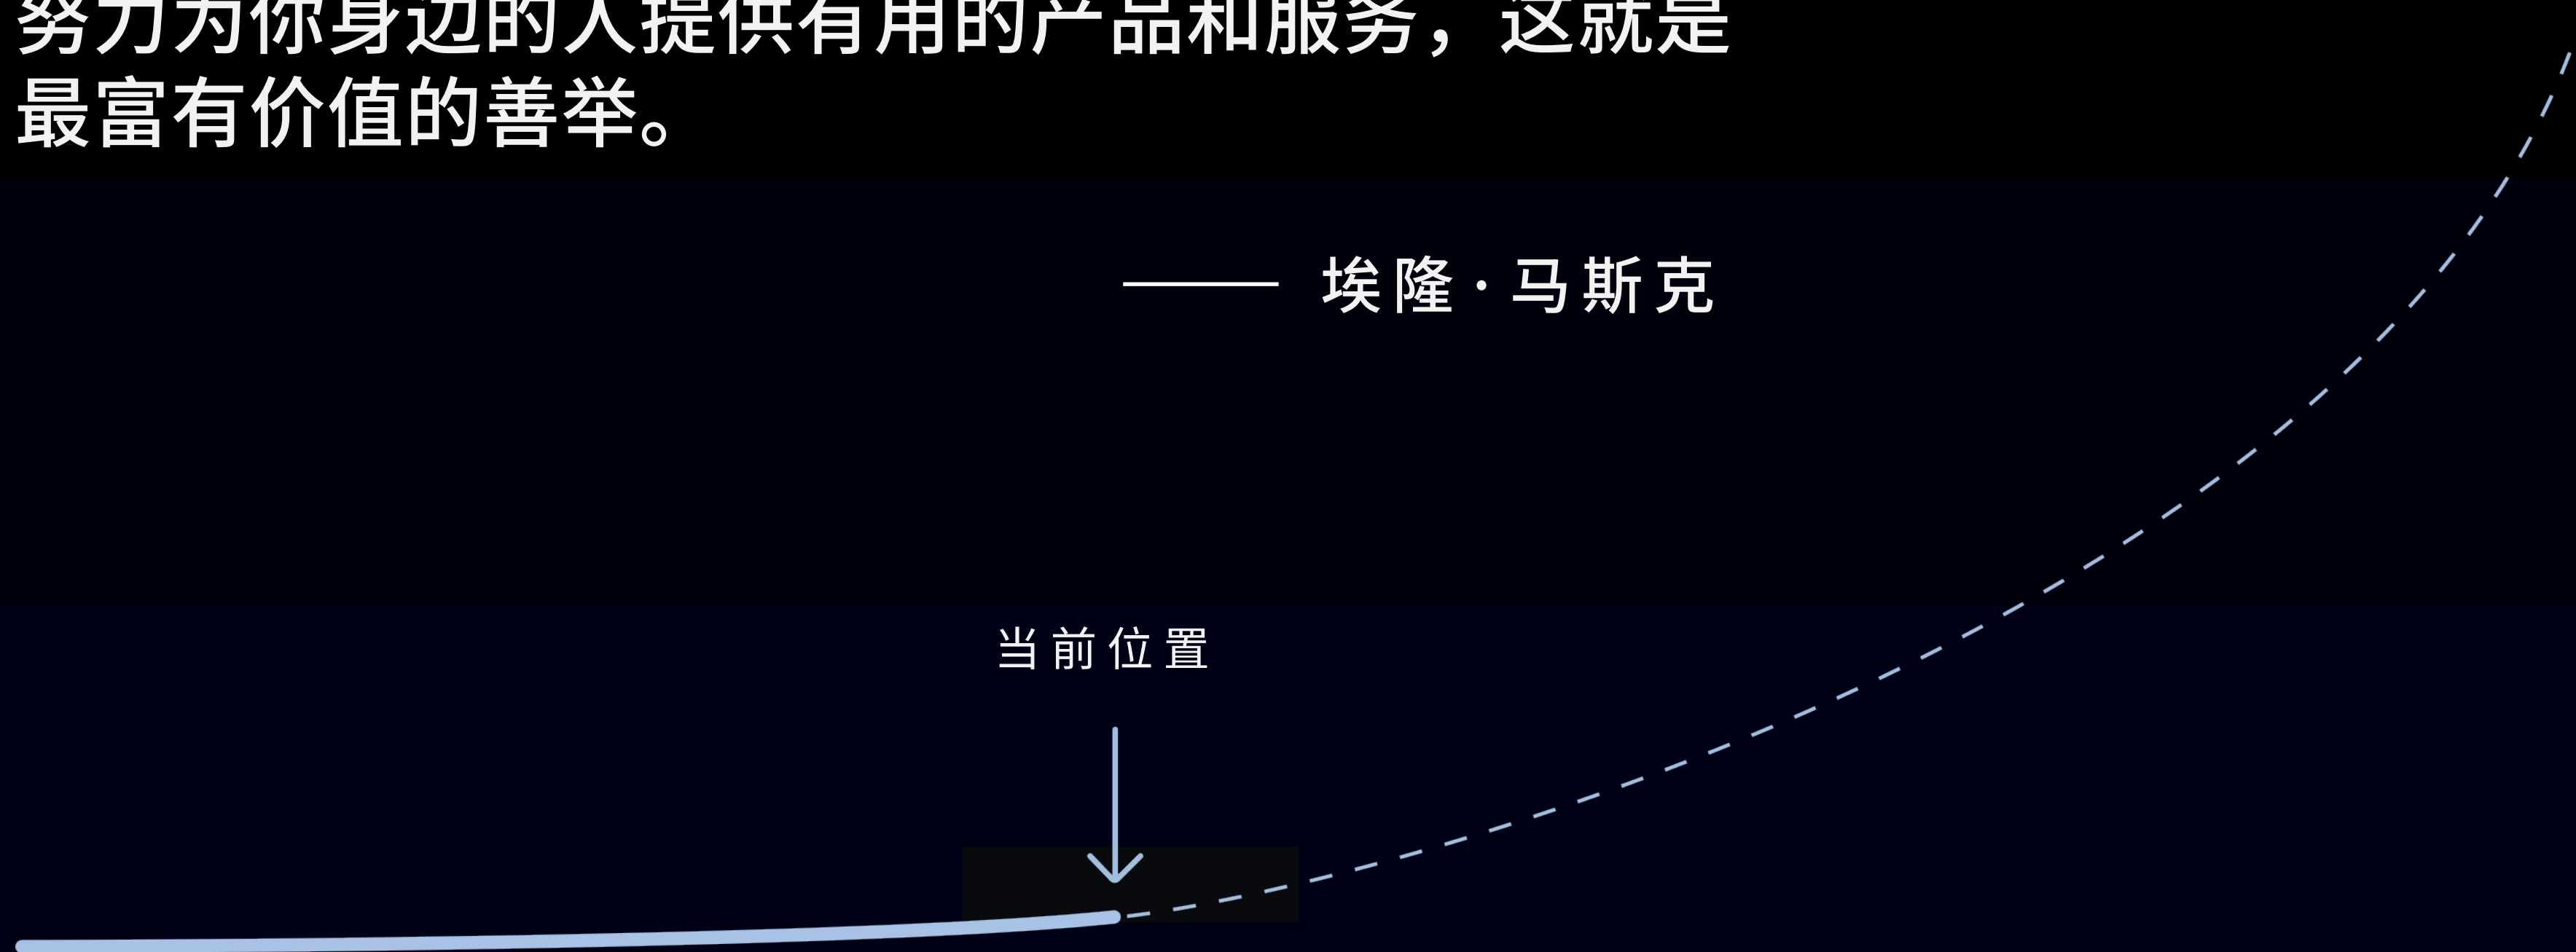 努力为你身边的人提供有用的产品和服务，这就是
最富有价值的善举。
—— 埃隆·马斯克
当前位置